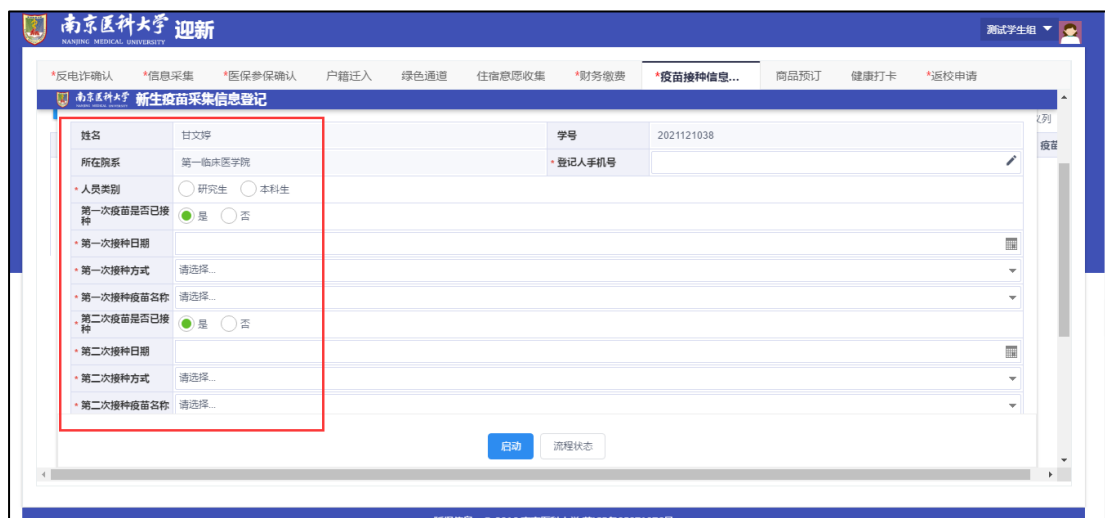 南京医科大学 迎新
NANJING MEDICAL UNIVERSITY
测试学生组
*反电诈确认 *信息采集 *医保参保确认 户籍迁入 绿色通道 住宿意愿收集 *财务缴费 *疫苗接种信息... 商品预订 健康打卡 *返校申请
南京医科大学 新生疫苗采集信息登记
列
疫苗
姓名 甘文婷 学号 2021121038
所在院系 第一临床医学院 * 登记人手机号
* 人员类别 研究生 本科生
第一次疫苗是否已接
种
是 否
* 第一次接种日期
* 第一次接种方式 请选择...
* 第一次接种疫苗名称 请选择...
* 第二次疫苗是否已接
种
是 否
* 第二次接种日期
* 第二次接种方式 请选择...
* 第二次接种疫苗名称 请选择...
启动 流程状态